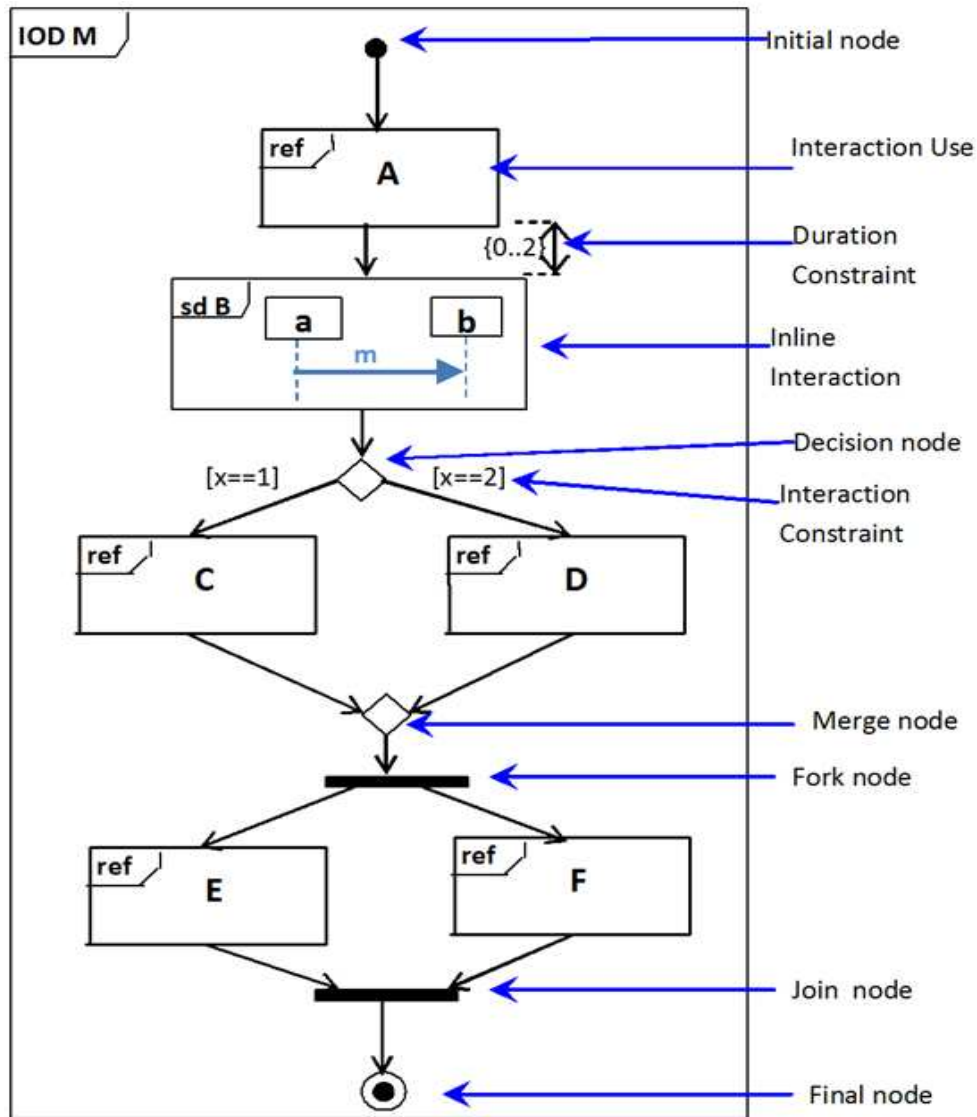 IOD M
Initial node
ref
A
Interaction Use
{0..2}
Duration
Constraint
sd B
a
b
m
Inline
Interaction
Decision node
[x==1]
[x==2]
Interaction
Constraint
ref
C
ref
D
Merge node
Fork node
ref
E
ref
F
Join node
Final node